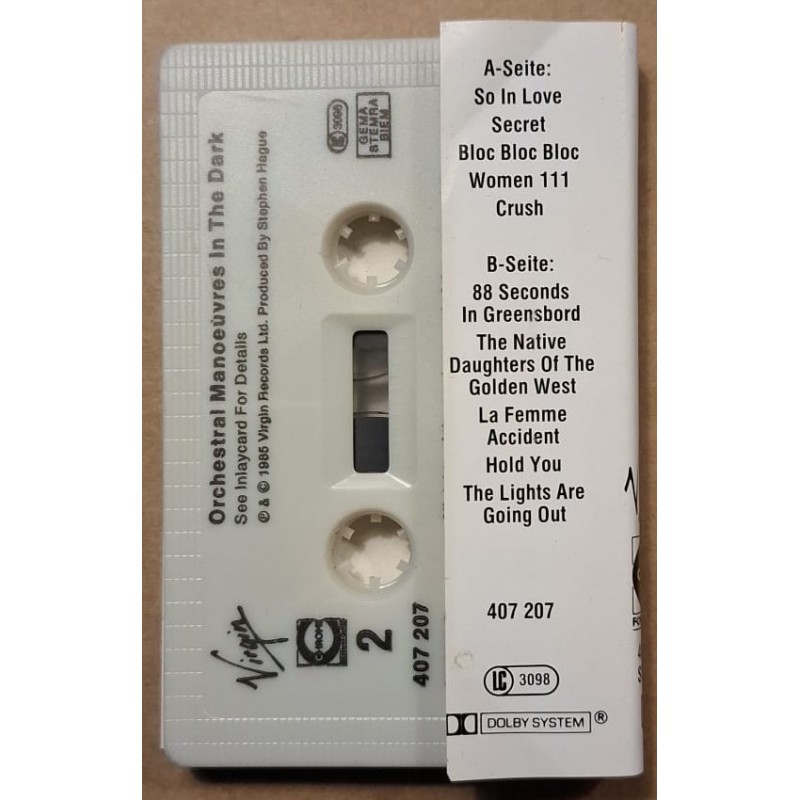 Orchestral Manoeuvres In The Dark
See Inlaycard For Details
℗ & © 1985 Virgin Records Ltd. Produced By Stephen Hague
LC 3098
GEMA
STEMRA
BIEM
Virgin
CHROME
2
407 207
A-Seite:
So In Love
Secret
Bloc Bloc Bloc
Women 111
Crush
B-Seite:
88 Seconds
In Greensbord
The Native
Daughters Of The
Golden West
La Femme
Accident
Hold You
The Lights Are
Going Out
407 207
LC 3098
DOLBY SYSTEM ®